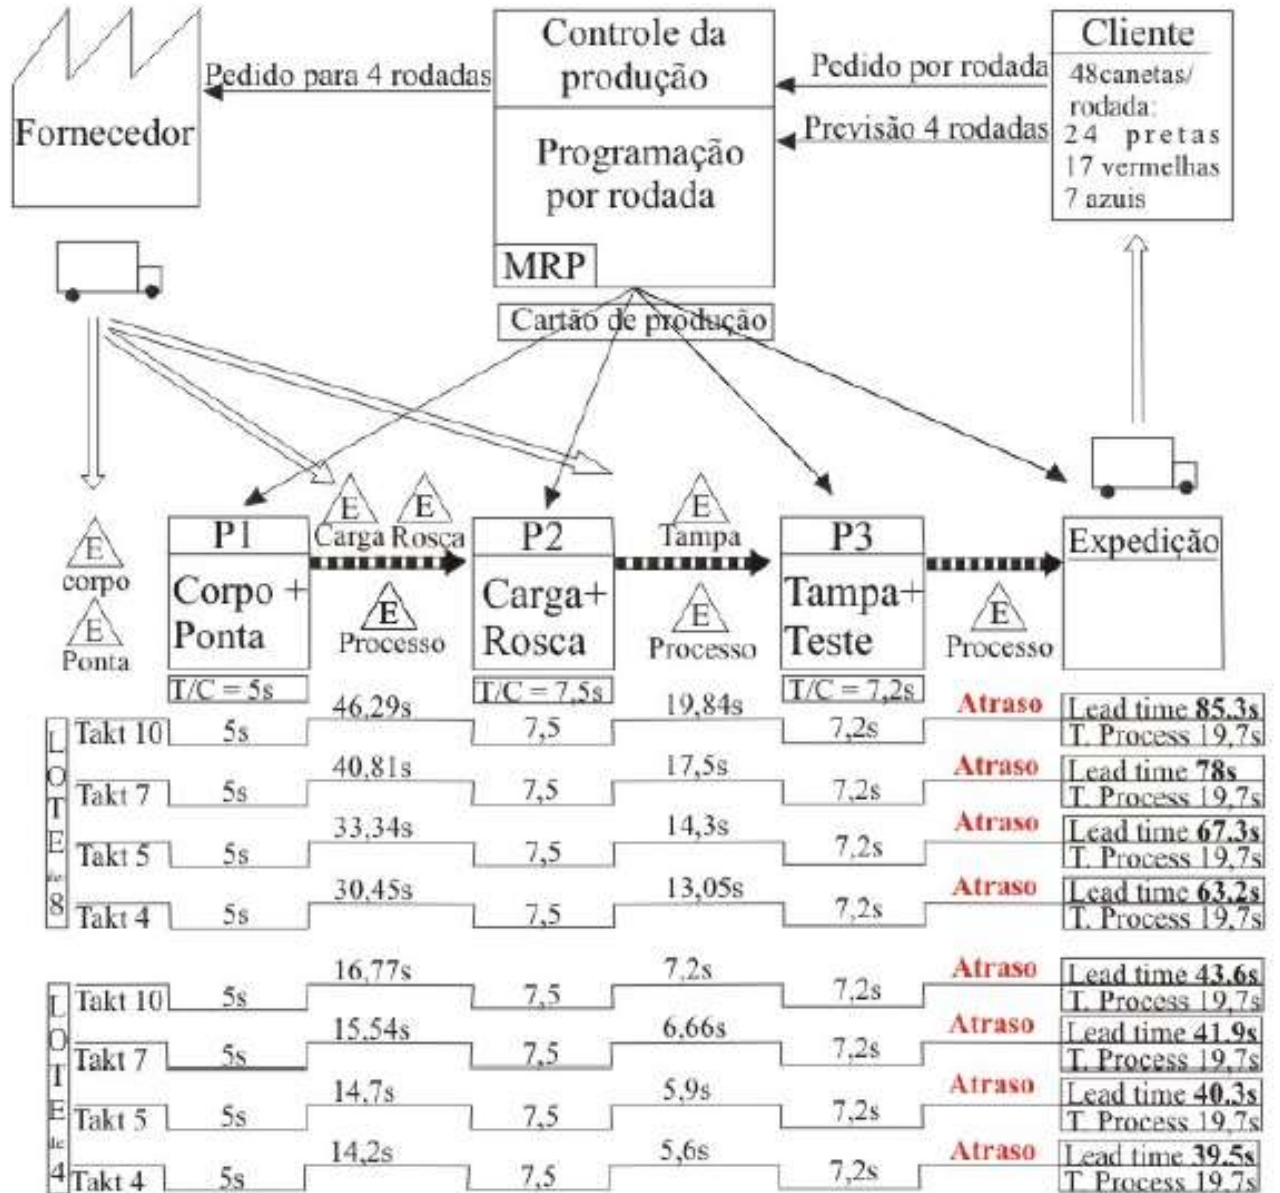 Fornecedor
Pedido para 4 rodadas
Controle da
produção
Programação
por rodada
MRP
Cartão de produção
Pedido por rodada
Previsão 4 rodadas
Cliente
48canetas/
rodada:
24 pretas
17 vermelhas
7 azuis
E
corpo
E
Ponta
P1
Corpo +
Ponta
T/C = 5s
E
Carga
E
Rosca
E
Processo
P2
Carga+
Rosca
T/C = 7,5s
E
Tampa
E
Processo
P3
Tampa+
Teste
T/C = 7,2s
E
Processo
Expedição
LOTE de 8
Takt 10 5s 46,29s 7,5 19,84s 7,2s Atraso Lead time 85.3s
T. Process 19,7s
Takt 7 5s 40,81s 7,5 17,5s 7,2s Atraso Lead time 78s
T. Process 19,7s
Takt 5 5s 33,34s 7,5 14,3s 7,2s Atraso Lead time 67.3s
T. Process 19,7s
Takt 4 5s 30,45s 7,5 13,05s 7,2s Atraso Lead time 63.2s
T. Process 19,7s
LOTE de 4
Takt 10 5s 16,77s 7,5 7,2s 7,2s Atraso Lead time 43.6s
T. Process 19,7s
Takt 7 5s 15,54s 7,5 6,66s 7,2s Atraso Lead time 41.9s
T. Process 19,7s
Takt 5 5s 14,7s 7,5 5,9s 7,2s Atraso Lead time 40.3s
T. Process 19,7s
Takt 4 5s 14,2s 7,5 5,6s 7,2s Atraso Lead time 39.5s
T. Process 19,7s